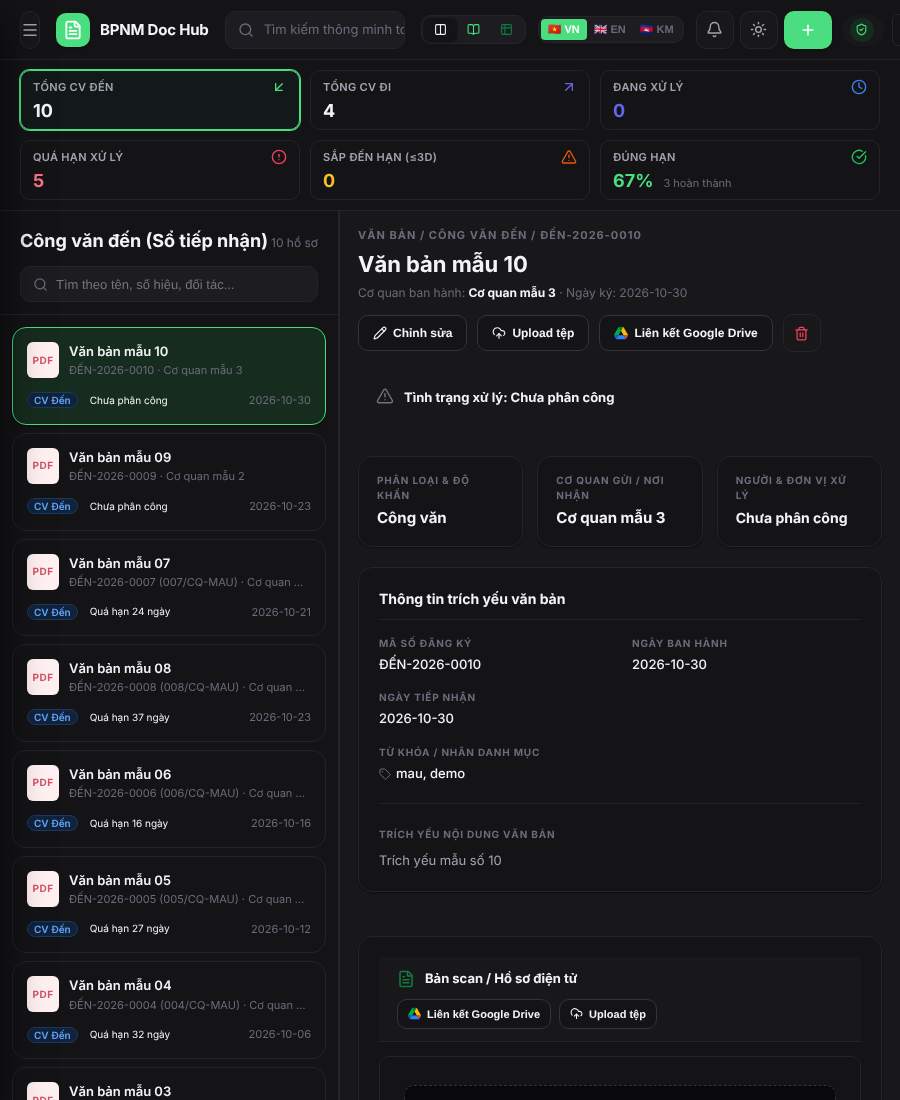 BPNM Doc Hub
Tìm kiếm thông minh to
VN
EN
KM
TỔNG CV ĐẾN
10
TỔNG CV ĐI
4
ĐANG XỬ LÝ
0
QUÁ HẠN XỬ LÝ
5
SẮP ĐẾN HẠN (≤3D)
0
ĐÚNG HẠN
67% 3 hoàn thành
Công văn đến (Sổ tiếp nhận) 10 hồ sơ
Tìm theo tên, số hiệu, đối tác...
PDF
Văn bản mẫu 10
ĐẾN-2026-0010 · Cơ quan mẫu 3
CV Đến Chưa phân công 2026-10-30
PDF
Văn bản mẫu 09
ĐẾN-2026-0009 · Cơ quan mẫu 2
CV Đến Chưa phân công 2026-10-23
PDF
Văn bản mẫu 07
ĐẾN-2026-0007 (007/CQ-MAU) · Cơ quan ...
CV Đến Quá hạn 24 ngày 2026-10-21
PDF
Văn bản mẫu 08
ĐẾN-2026-0008 (008/CQ-MAU) · Cơ quan ...
CV Đến Quá hạn 37 ngày 2026-10-23
PDF
Văn bản mẫu 06
ĐẾN-2026-0006 (006/CQ-MAU) · Cơ quan ...
CV Đến Quá hạn 16 ngày 2026-10-16
PDF
Văn bản mẫu 05
ĐẾN-2026-0005 (005/CQ-MAU) · Cơ quan ...
CV Đến Quá hạn 27 ngày 2026-10-12
PDF
Văn bản mẫu 04
ĐẾN-2026-0004 (004/CQ-MAU) · Cơ quan ...
CV Đến Quá hạn 32 ngày 2026-10-06
PDF
Văn bản mẫu 03
VĂN BẢN / CÔNG VĂN ĐẾN / ĐẾN-2026-0010
Văn bản mẫu 10
Cơ quan ban hành: Cơ quan mẫu 3 · Ngày ký: 2026-10-30
Chỉnh sửa
Upload tệp
Liên kết Google Drive
Tình trạng xử lý: Chưa phân công
PHÂN LOẠI & ĐỘ
KHẨN
Công văn
CƠ QUAN GỬI / NƠI
NHẬN
Cơ quan mẫu 3
NGƯỜI & ĐƠN VỊ XỬ
LÝ
Chưa phân công
Thông tin trích yếu văn bản
MÃ SỐ ĐĂNG KÝ
ĐẾN-2026-0010
NGÀY BAN HÀNH
2026-10-30
NGÀY TIẾP NHẬN
2026-10-30
TỪ KHÓA / NHÃN DANH MỤC
mau, demo
TRÍCH YẾU NỘI DUNG VĂN BẢN
Trích yếu mẫu số 10
Bản scan / Hồ sơ điện tử
Liên kết Google Drive
Upload tệp